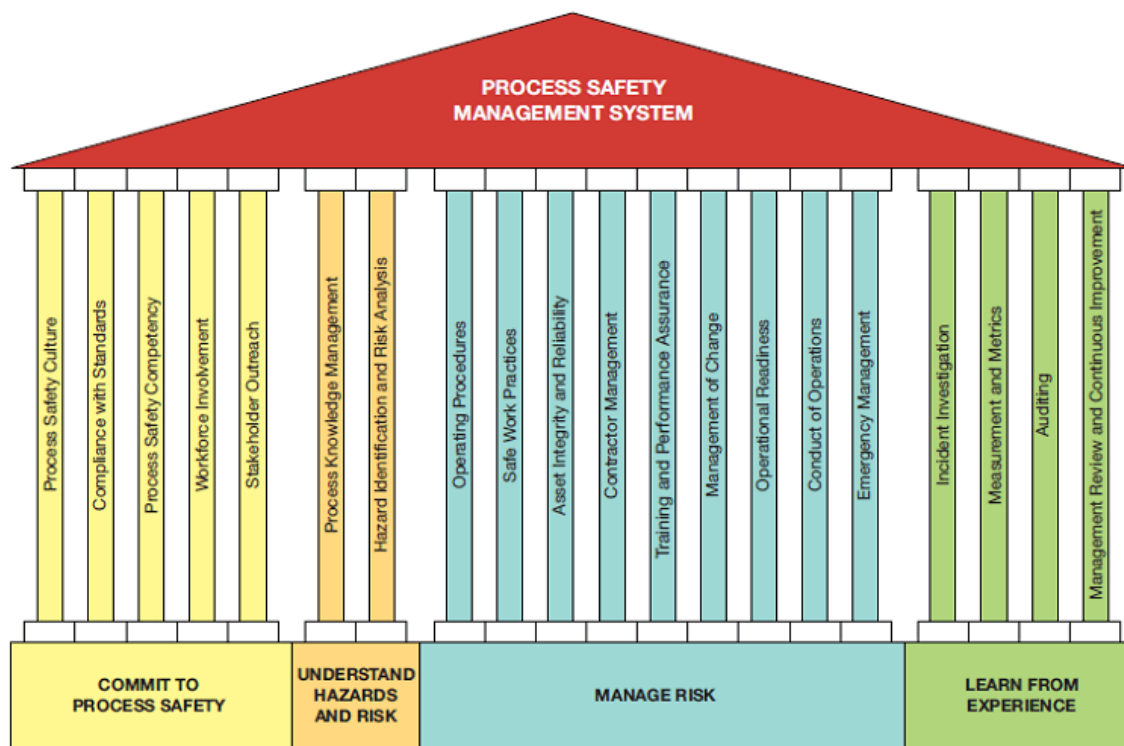 PROCESS SAFETY
MANAGEMENT SYSTEM
Process Safety Culture
Compliance with Standards
Process Safety Competency
Workforce Involvement
Stakeholder Outreach
Process Knowledge Management
Hazard Identification and Risk Analysis
Operating Procedures
Safe Work Practices
Asset Integrity and Reliability
Contractor Management
Training and Performance Assurance
Management of Change
Operational Readiness
Conduct of Operations
Emergency Management
Incident Investigation
Measurement and Metrics
Auditing
Management Review and Continuous Improvement
COMMIT TO
PROCESS SAFETY
UNDERSTAND
HAZARDS
AND RISK
MANAGE RISK
LEARN FROM
EXPERIENCE